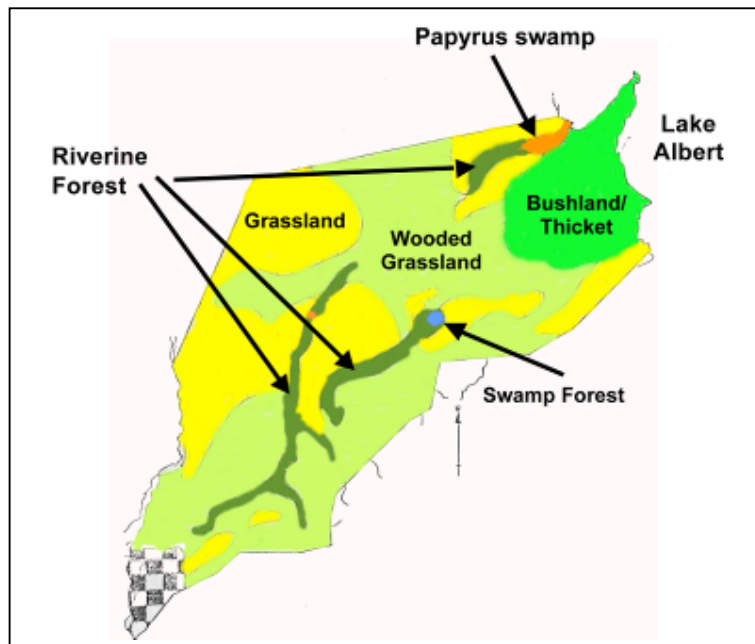 Papyrus swamp
Lake
Albert
Riverine
Forest
Bushland/
Thicket
Grassland
Wooded
Grassland
Swamp Forest